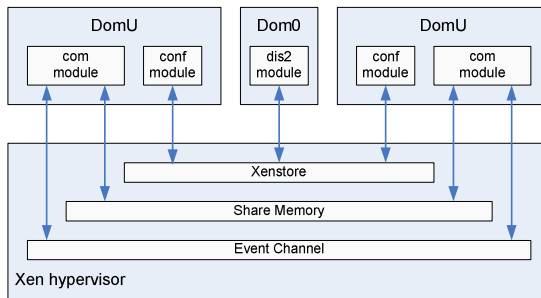 DomU
Dom0
DomU
com
module
conf
module
dis2
module
conf
module
com
module
Xenstore
Share Memory
Event Channel
Xen hypervisor